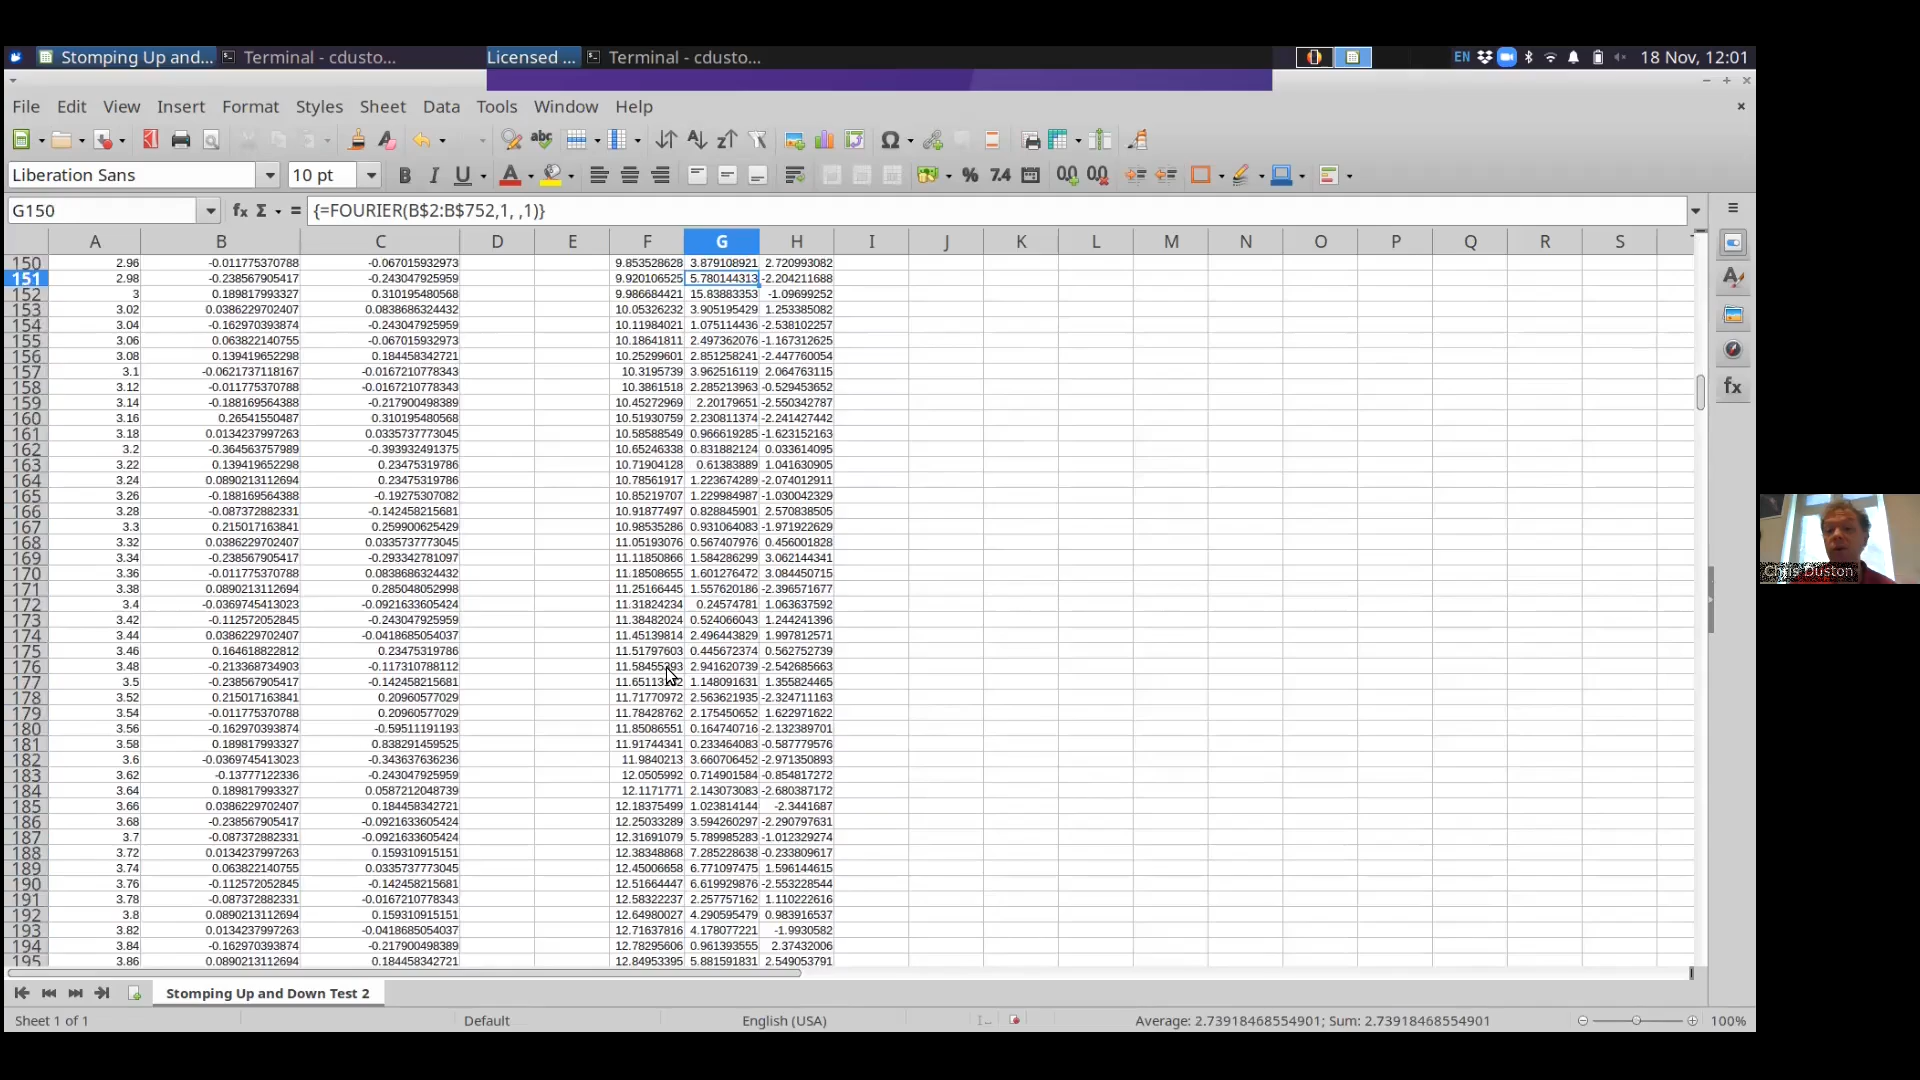 Stomping Up and... Terminal - cdusto... Licensed ... Terminal - cdusto... EN 18 Nov, 12:01
File Edit View Insert Format Styles Sheet Data Tools Window Help
Liberation Sans 10 pt
G150 {=FOURIER(B$2:B$752,1, ,1)}
A B C D E F G H I J K L M N O P Q R S
150 2.96 -0.011775370788 -0.067015932973 9.853528628 3.879108921 2.720993082
151 2.98 -0.238567905417 -0.243047925959 9.920106525 5.780144313 -2.204211688
152 3 0.189817993327 0.310195480568 9.986684421 15.83883353 -1.09699252
153 3.02 0.0386229702407 0.0838686324432 10.05326232 3.905195429 1.253385082
154 3.04 -0.162970393874 -0.243047925959 10.11984021 1.075114436 -2.538102257
155 3.06 0.063822140755 -0.067015932973 10.18641811 2.497362076 -1.167312625
156 3.08 0.139419652298 0.184458342721 10.25299601 2.851258241 -2.447760054
157 3.1 -0.0621737118167 -0.0167210778343 10.3195739 3.962516119 2.064763115
158 3.12 -0.011775370788 -0.0167210778343 10.3861518 2.285213963 -0.529453652
159 3.14 -0.188169564388 -0.217900498389 10.45272969 2.20179651 -2.550342787
160 3.16 0.26541550487 0.310195480568 10.51930759 2.230811374 -2.241427442
161 3.18 0.0134237997263 0.0335737773045 10.58588549 0.966619285 -1.623152163
162 3.2 -0.364563757989 -0.393932491375 10.65246338 0.831882124 0.033614095
163 3.22 0.139419652298 0.23475319786 10.71904128 0.61383889 1.041630905
164 3.24 0.0890213112694 0.23475319786 10.78561917 1.223674289 -2.074012911
165 3.26 -0.188169564388 -0.19275307082 10.85219707 1.229984987 -1.030042329
166 3.28 -0.087372882331 -0.142458215681 10.91877497 0.828845901 2.570838505
167 3.3 0.215017163841 0.259900625429 10.98535286 0.931064083 -1.971922629
168 3.32 0.0386229702407 0.0335737773045 11.05193076 0.567407976 0.456001828
169 3.34 -0.238567905417 -0.293342781097 11.11850866 1.584286299 3.062144341
170 3.36 -0.011775370788 0.0838686324432 11.18508655 1.601276472 3.084450715
171 3.38 0.0890213112694 0.285048052998 11.25166445 1.557620186 -2.396571677
172 3.4 -0.0369745413023 -0.0921633605424 11.31824234 0.24574781 1.063637592
173 3.42 -0.112572052845 -0.243047925959 11.38482024 0.524066043 1.244241396
174 3.44 0.0386229702407 -0.0418685054037 11.45139814 2.496443829 1.997812571
175 3.46 0.164618822812 0.23475319786 11.51797603 0.445672374 0.562752739
176 3.48 -0.213368734903 -0.117310788112 11.58455393 2.941620739 -2.542685663
177 3.5 -0.238567905417 -0.142458215681 1.148091631 1.355824465
178 3.52 0.215017163841 0.20960577029 11.71770972 2.563621935 -2.324711163
179 3.54 -0.011775370788 0.20960577029 11.78428762 2.175450652 1.622971622
180 3.56 -0.162970393874 -0.59511191193 11.85086551 0.164740716 -2.132389701
181 3.58 0.189817993327 0.838291459525 11.91744341 0.233464083 -0.587779576
182 3.6 -0.0369745413023 -0.343637636236 11.9840213 3.660706452 -2.971350893
183 3.62 -0.13777122336 -0.243047925959 12.0505992 0.714901584 -0.854817272
184 3.64 0.189817993327 0.0587212048739 12.1171771 2.143073083 -2.680387172
185 3.66 0.0386229702407 0.184458342721 12.18375499 1.023814144 -2.3441687
186 3.68 -0.238567905417 -0.0921633605424 12.25033289 3.594260297 -2.290797631
187 3.7 -0.087372882331 -0.0921633605424 12.31691079 5.789985283 -1.012329274
188 3.72 0.0134237997263 0.159310915151 12.38348868 7.285228638 -0.233809617
189 3.74 0.063822140755 0.0335737773045 12.45006658 6.771097475 1.596144615
190 3.76 -0.112572052845 -0.142458215681 12.51664447 6.619929876 -2.553228544
191 3.78 -0.087372882331 -0.0167210778343 12.58322237 2.257757162 1.110222616
192 3.8 0.0890213112694 0.159310915151 12.64980027 4.290595479 0.983916537
193 3.82 0.0134237997263 -0.0418685054037 12.71637816 4.178077221 -1.9930582
194 3.84 -0.162970393874 -0.217900498389 12.78295606 0.961393555 2.37432006
195 3.86 0.0890213112694 0.184458342721 12.84953395 5.881591831 2.549053791
Chris Duston
Stomping Up and Down Test 2
Sheet 1 of 1 Default English (USA) Average: 2.73918468554901; Sum: 2.73918468554901 100%